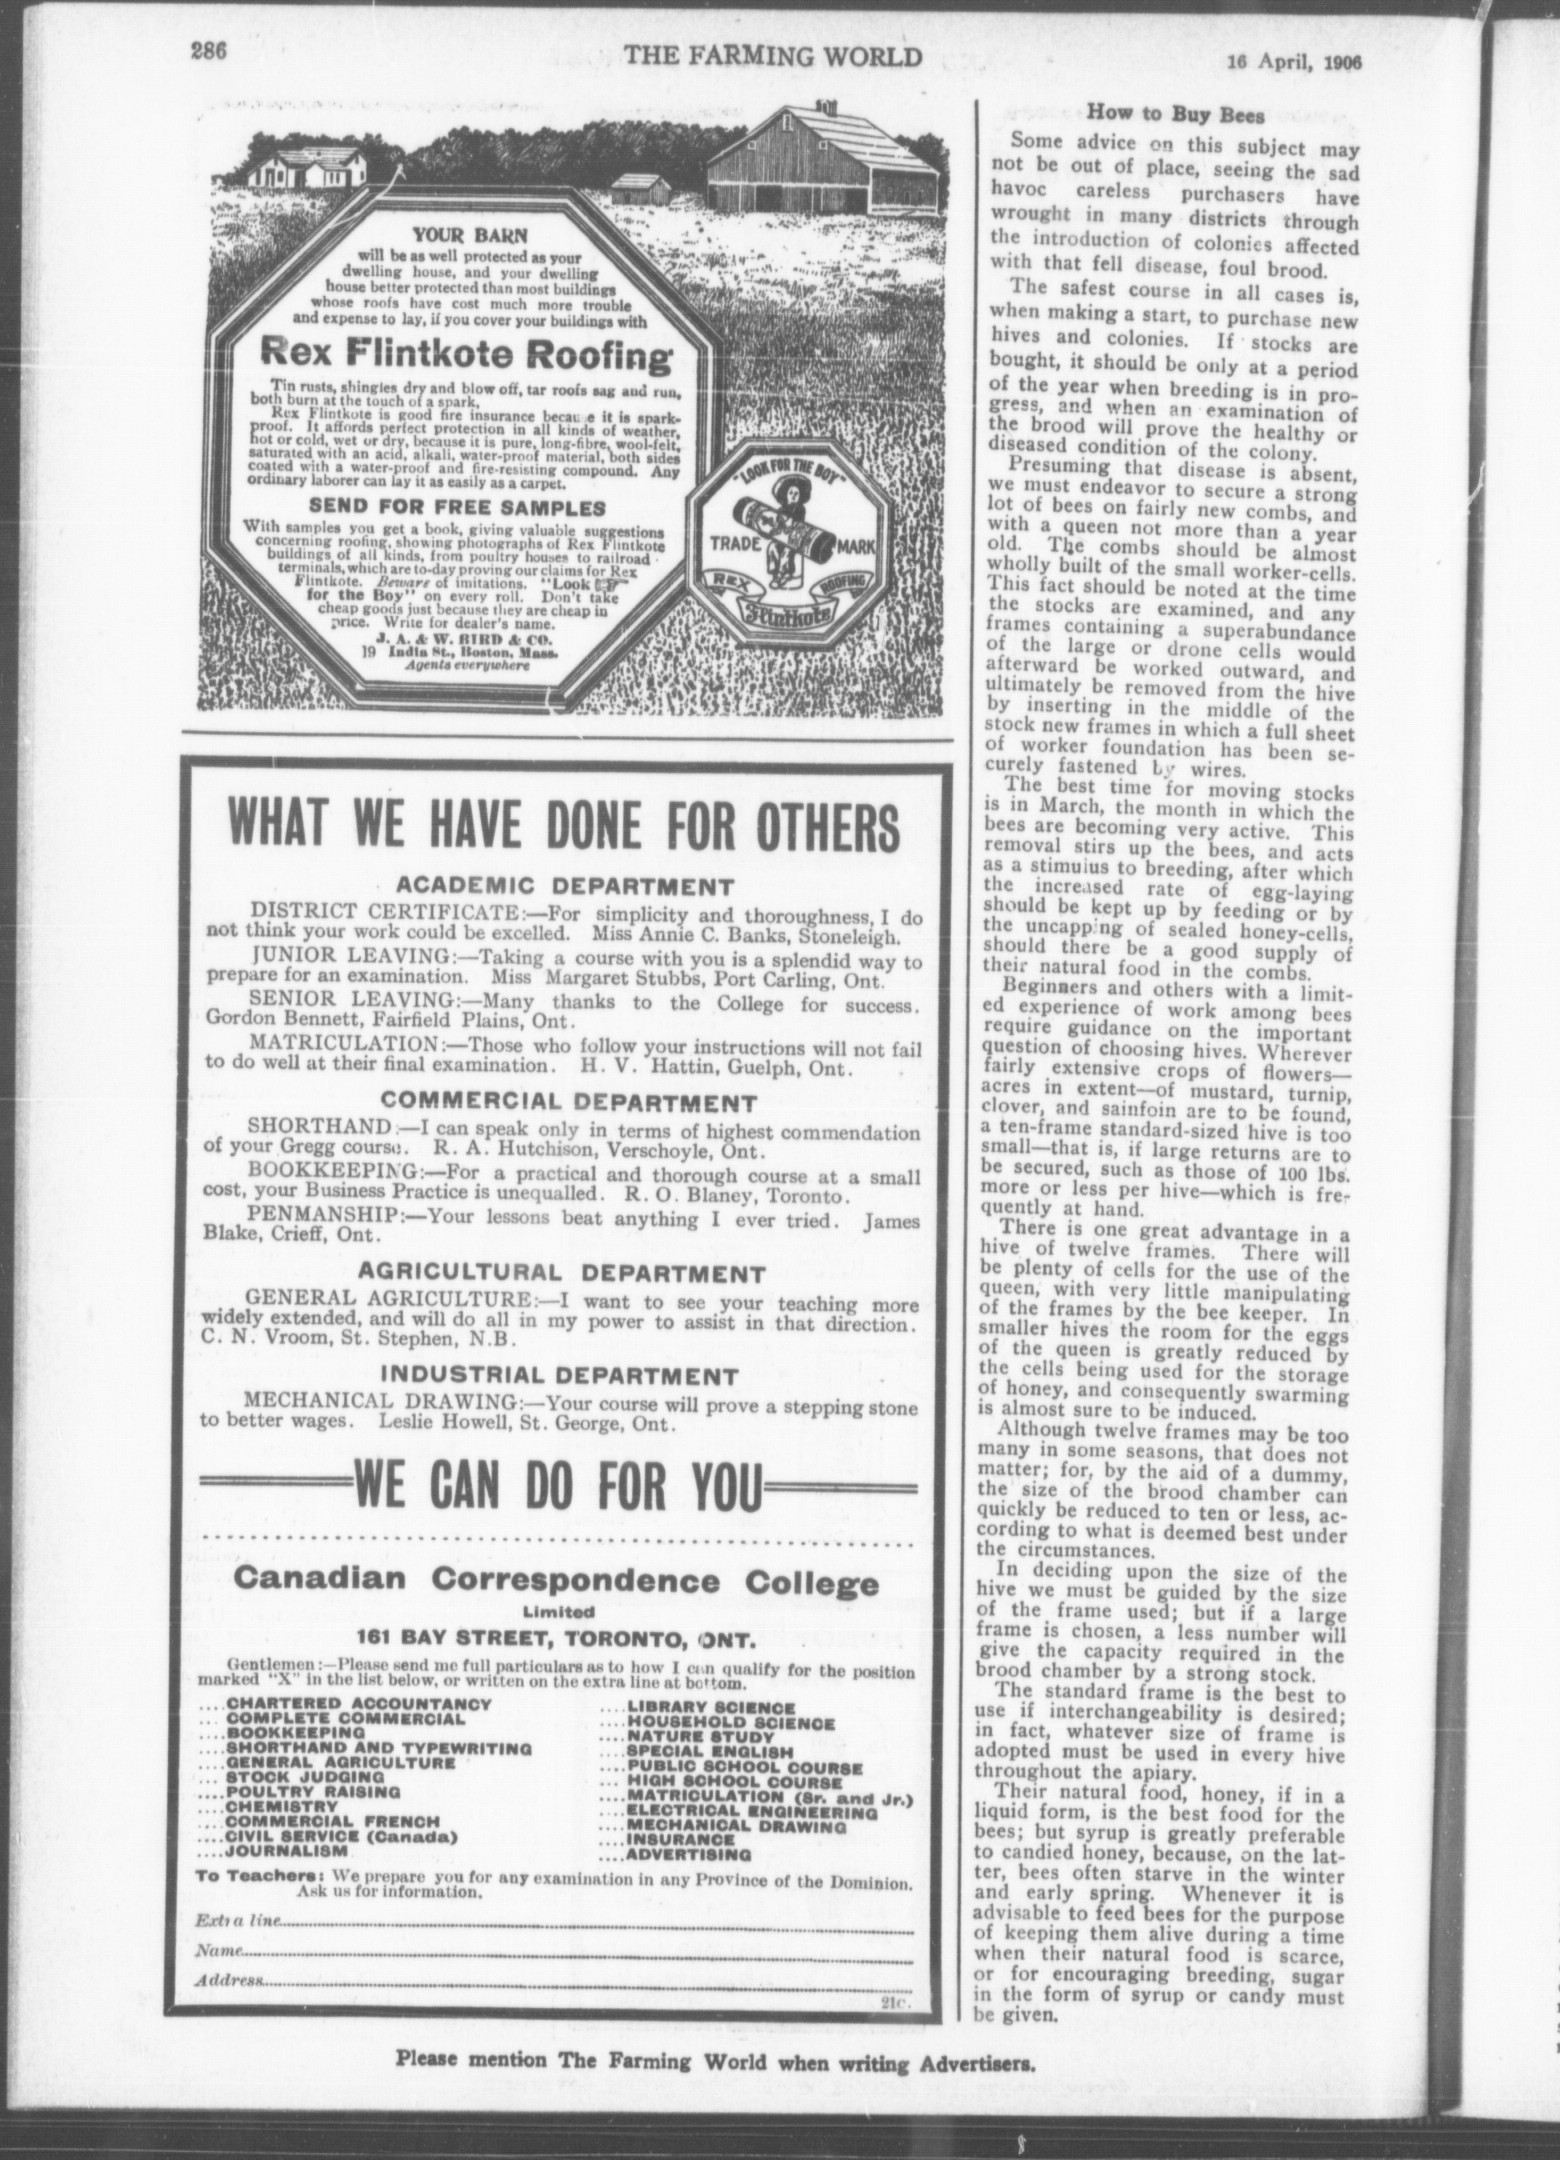 286
THE FARMING WORLD
16 April, 1906
YOUR BARN
will be as well protected as your
dwelling house, and your dwelling
house better protected than most buildings
whose roofs have cost much more trouble
and expense to lay, if you cover your buildings with
Rex Flintkote Roofing
Tin rusts, shingles dry and blow off, tar roofs sag and run,
both burn at the touch of a spark.
Rex Flintkote is good fire insurance because it is spark-
proof. It affords perfect protection in all kinds of weather,
hot or cold, wet or dry, because it is pure, long-fibre, wool-felt,
saturated with an acid, alkali, water-proof material, both sides
coated with a water-proof and fire-resisting compound. Any
ordinary laborer can lay it as easily as a carpet.
SEND FOR FREE SAMPLES
With samples you get a book, giving valuable suggestions
concerning roofing, showing photographs of Rex Flintkote
buildings of all kinds, from poultry houses to railroad
terminals, which are to-day proving our claims for Rex
Flintkote. Beware of imitations. "Look
for the Boy" on every roll. Don't take
cheap goods just because they are cheap in
price. Write for dealer's name.
J. A. & W. BIRD & CO.
19 India St., Boston, Mass.
Agents everywhere
"LOOK FOR THE BOY"
TRADE MARK
REX ROOFING
Flintkote
WHAT WE HAVE DONE FOR OTHERS
ACADEMIC DEPARTMENT
DISTRICT CERTIFICATE:—For simplicity and thoroughness, I do
not think your work could be excelled. Miss Annie C. Banks, Stoneleigh.
JUNIOR LEAVING:—Taking a course with you is a splendid way to
prepare for an examination. Miss Margaret Stubbs, Port Carling, Ont.
SENIOR LEAVING:—Many thanks to the College for success.
Gordon Bennett, Fairfield Plains, Ont.
MATRICULATION:—Those who follow your instructions will not fail
to do well at their final examination. H. V. Hattin, Guelph, Ont.
COMMERCIAL DEPARTMENT
SHORTHAND:—I can speak only in terms of highest commendation
of your Gregg course. R. A. Hutchison, Verschoyle, Ont.
BOOKKEEPING:—For a practical and thorough course at a small
cost, your Business Practice is unequalled. R. O. Blaney, Toronto.
PENMANSHIP:—Your lessons beat anything I ever tried. James
Blake, Crieff, Ont.
AGRICULTURAL DEPARTMENT
GENERAL AGRICULTURE:—I want to see your teaching more
widely extended, and will do all in my power to assist in that direction.
C. N. Vroom, St. Stephen, N.B.
INDUSTRIAL DEPARTMENT
MECHANICAL DRAWING:—Your course will prove a stepping stone
to better wages. Leslie Howell, St. George, Ont.
WE CAN DO FOR YOU
Canadian Correspondence College
Limited
161 BAY STREET, TORONTO, ONT.
Gentlemen:—Please send me full particulars as to how I can qualify for the position
marked "X" in the list below, or written on the extra line at bottom.
....CHARTERED ACCOUNTANCY
... COMPLETE COMMERCIAL
....BOOKKEEPING
....SHORTHAND AND TYPEWRITING
....GENERAL AGRICULTURE
... STOCK JUDGING
....POULTRY RAISING
....CHEMISTRY
....COMMERCIAL FRENCH
....CIVIL SERVICE (Canada)
....JOURNALISM
....LIBRARY SCIENCE
....HOUSEHOLD SCIENCE
....NATURE STUDY
....SPECIAL ENGLISH
....PUBLIC SCHOOL COURSE
... HIGH SCHOOL COURSE
....MATRICULATION (Sr. and Jr.)
....ELECTRICAL ENGINEERING
....MECHANICAL DRAWING
....INSURANCE
....ADVERTISING
To Teachers: We prepare you for any examination in any Province of the Dominion.
Ask us for information.
Extra line
Name
Address
21c.
How to Buy Bees
Some advice on this subject may
not be out of place, seeing the sad
havoc careless purchasers have
wrought in many districts through
the introduction of colonies affected
with that fell disease, foul brood.
The safest course in all cases is,
when making a start, to purchase new
hives and colonies. If stocks are
bought, it should be only at a period
of the year when breeding is in pro-
gress, and when an examination of
the brood will prove the healthy or
diseased condition of the colony.
Presuming that disease is absent,
we must endeavor to secure a strong
lot of bees on fairly new combs, and
with a queen not more than a year
old. The combs should be almost
wholly built of the small worker-cells.
This fact should be noted at the time
the stocks are examined, and any
frames containing a superabundance
of the large or drone cells would
afterward be worked outward, and
ultimately be removed from the hive
by inserting in the middle of the
stock new frames in which a full sheet
of worker foundation has been se-
curely fastened by wires.
The best time for moving stocks
is in March, the month in which the
bees are becoming very active. This
removal stirs up the bees, and acts
as a stimulus to breeding, after which
the increased rate of egg-laying
should be kept up by feeding or by
the uncapping of sealed honey-cells,
should there be a good supply of
their natural food in the combs.
Beginners and others with a limit-
ed experience of work among bees
require guidance on the important
question of choosing hives. Wherever
fairly extensive crops of flowers—
acres in extent—of mustard, turnip,
clover, and sainfoin are to be found,
a ten-frame standard-sized hive is too
small—that is, if large returns are to
be secured, such as those of 100 lbs.
more or less per hive—which is fre-
quently at hand.
There is one great advantage in a
hive of twelve frames. There will
be plenty of cells for the use of the
queen, with very little manipulating
of the frames by the bee keeper. In
smaller hives the room for the eggs
of the queen is greatly reduced by
the cells being used for the storage
of honey, and consequently swarming
is almost sure to be induced.
Although twelve frames may be too
many in some seasons, that does not
matter; for, by the aid of a dummy,
the size of the brood chamber can
quickly be reduced to ten or less, ac-
cording to what is deemed best under
the circumstances.
In deciding upon the size of the
hive we must be guided by the size
of the frame used; but if a large
frame is chosen, a less number will
give the capacity required in the
brood chamber by a strong stock.
The standard frame is the best to
use if interchangeability is desired;
in fact, whatever size of frame is
adopted must be used in every hive
throughout the apiary.
Their natural food, honey, if in a
liquid form, is the best food for the
bees; but syrup is greatly preferable
to candied honey, because, on the lat-
ter, bees often starve in the winter
and early spring. Whenever it is
advisable to feed bees for the purpose
of keeping them alive during a time
when their natural food is scarce,
or for encouraging breeding, sugar
in the form of syrup or candy must
be given.
Please mention The Farming World when writing Advertisers.
8